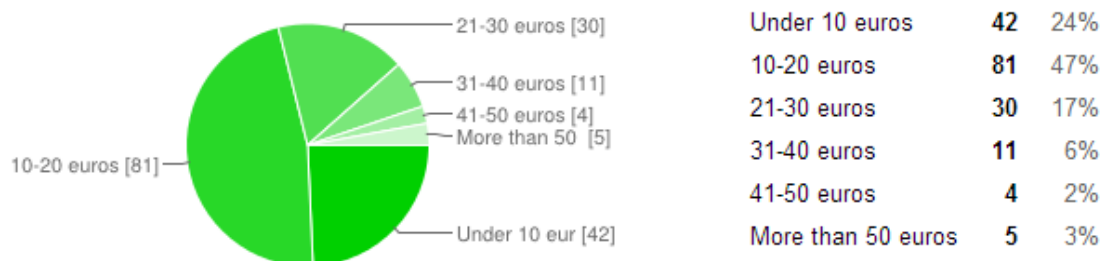 21-30 euros [30]
31-40 euros [11]
41-50 euros [4]
More than 50 [5]
10-20 euros [81]
Under 10 eur [42]
Under 10 euros 42 24%
10-20 euros 81 47%
21-30 euros 30 17%
31-40 euros 11 6%
41-50 euros 4 2%
More than 50 euros 5 3%